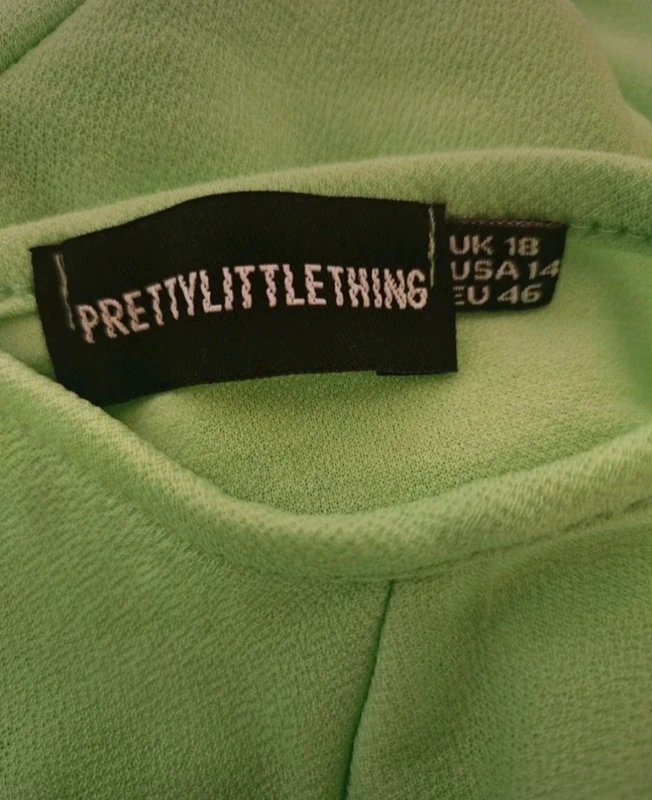 PRETTYLITTLETHING
UK 18
USA 14
EU 46